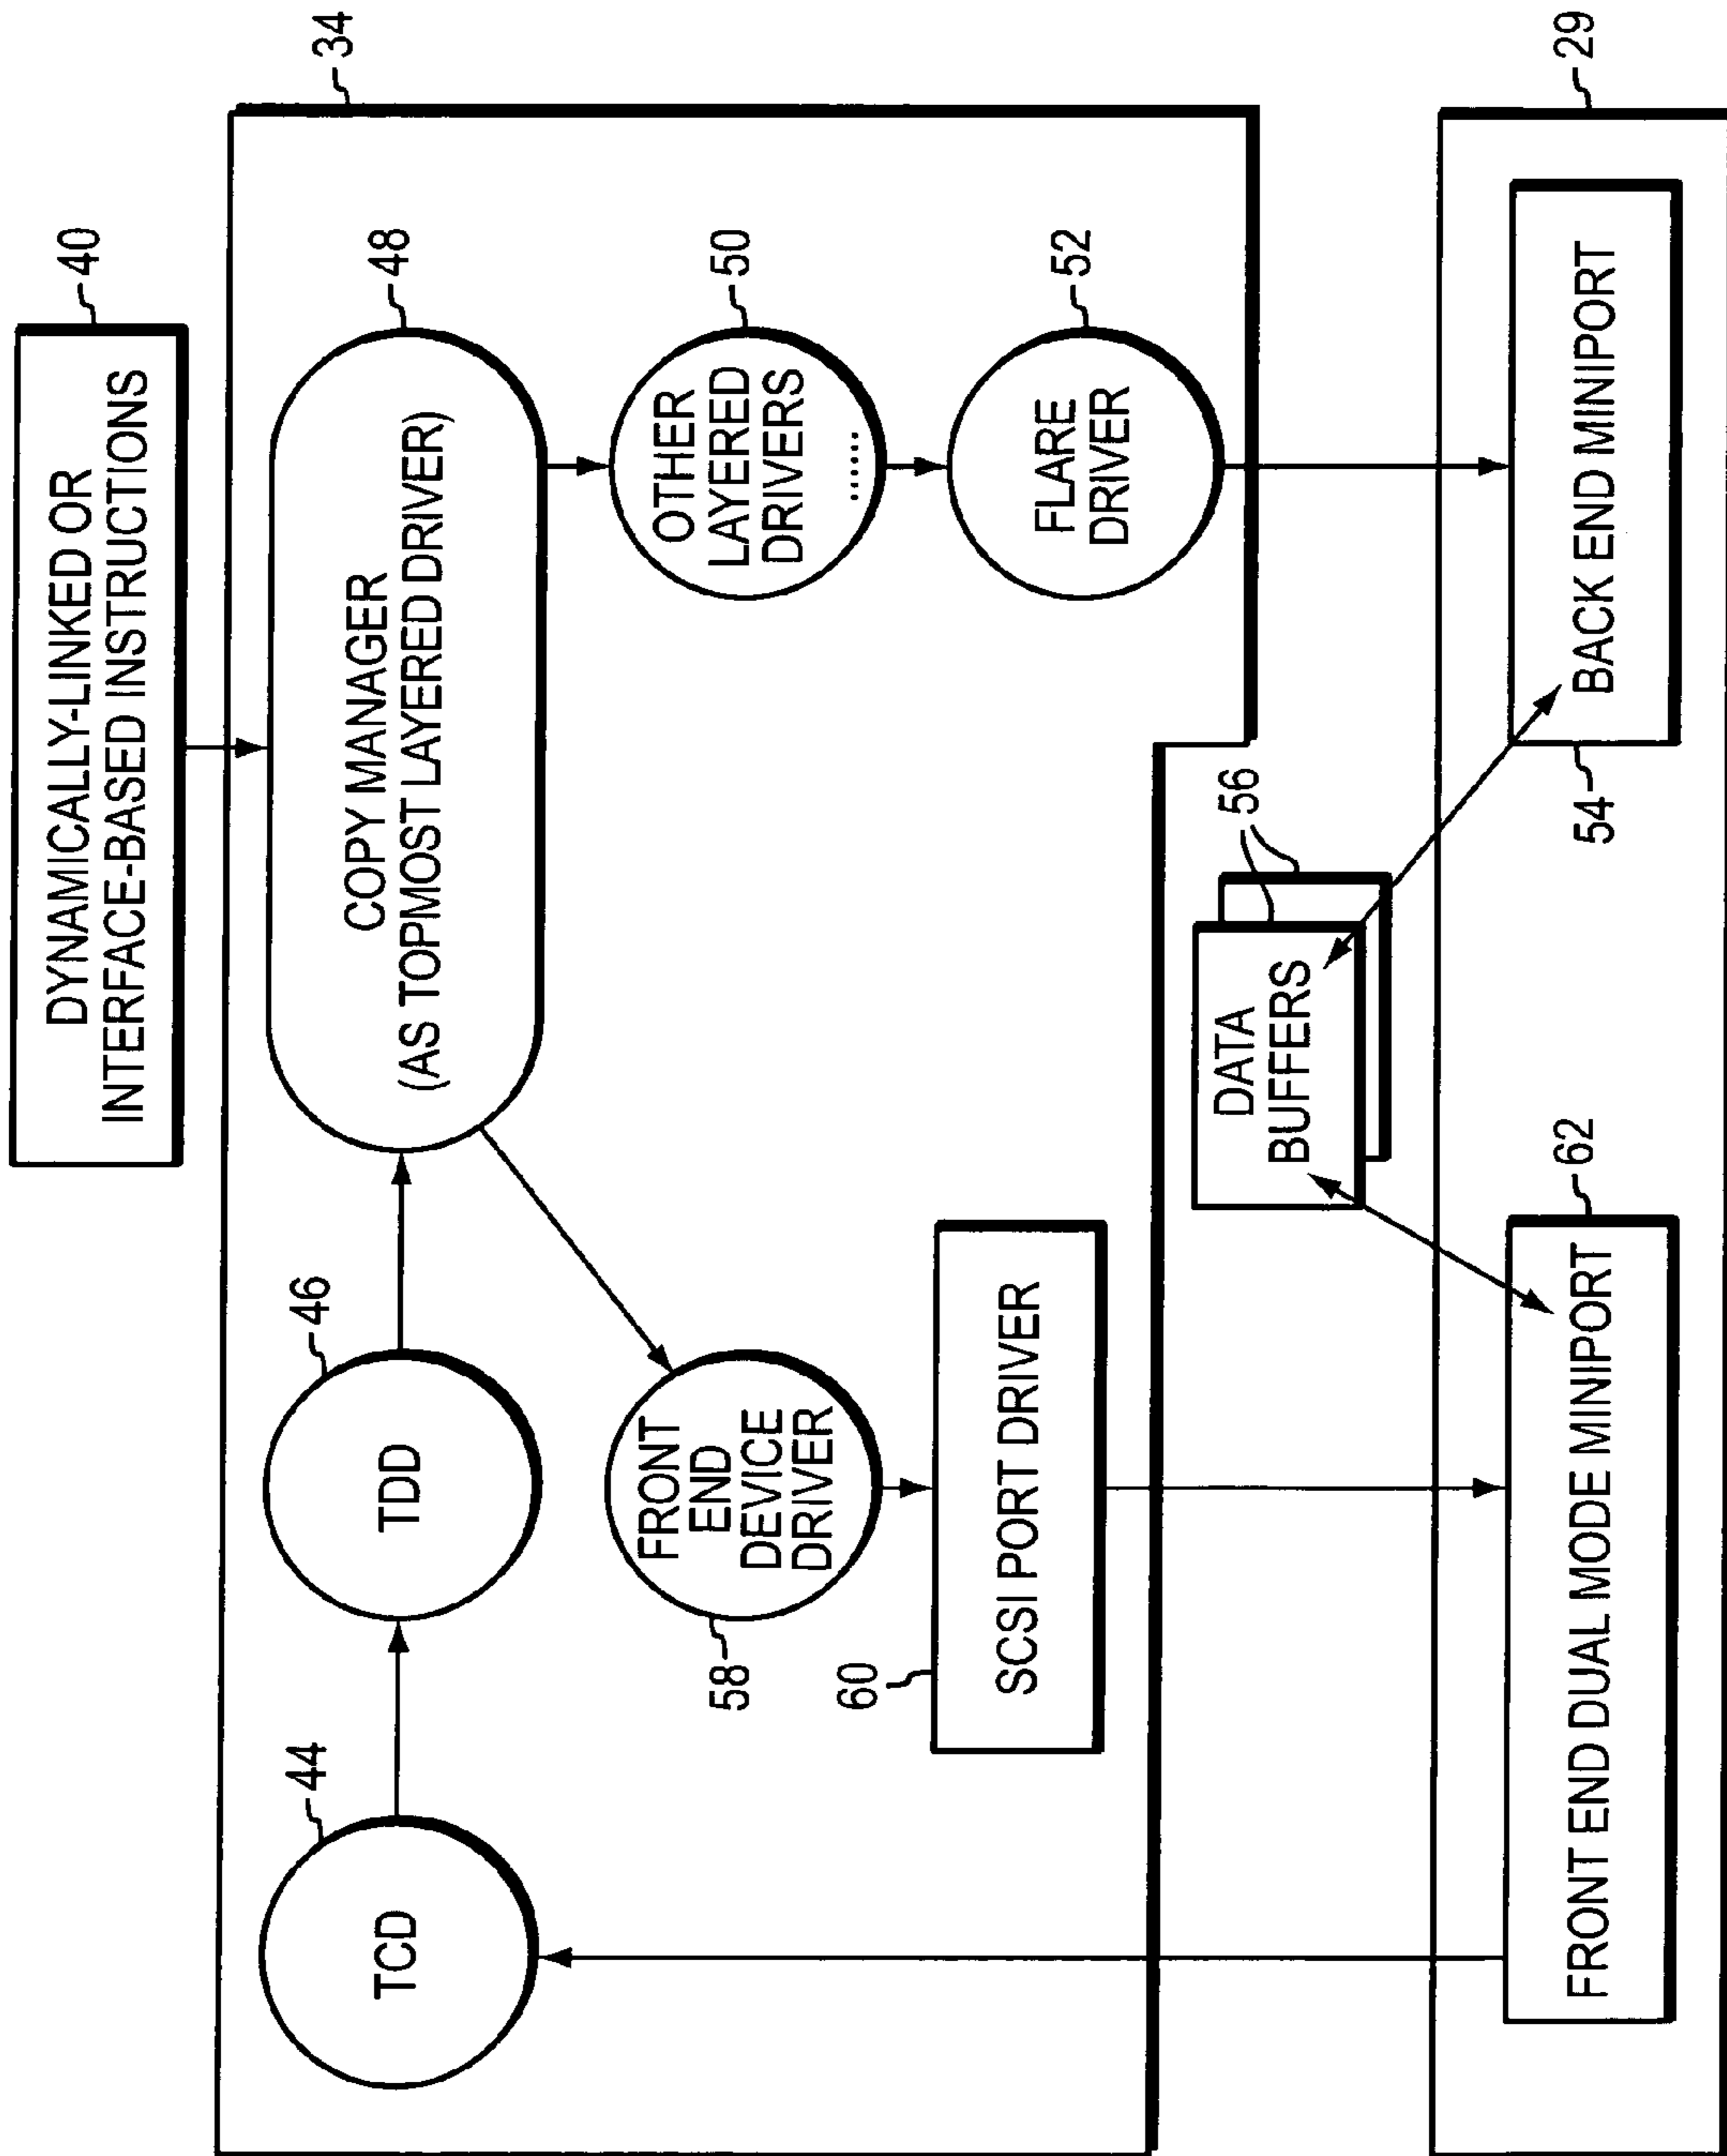 DYNAMICALLY-LINKED OR
INTERFACE-BASED INSTRUCTIONS
40
34
44
TCD
46
TDD
COPY MANAGER
(AS TOPMOST LAYERED DRIVER)
48
FRONT
END
DEVICE
DRIVER
58
OTHER
LAYERED
DRIVERS
......
50
60
SCSI PORT DRIVER
FLARE
DRIVER
52
DATA
BUFFERS
56
29
62
FRONT END DUAL MODE MINIPORT
54
BACK END MINIPORT